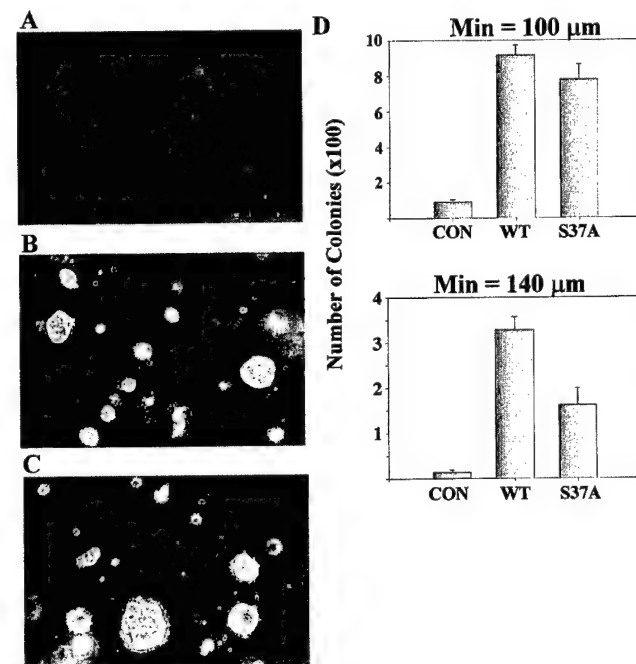 A
B
C
D
Min = 100 μm
Number of Colonies (x100)
10
8
6
4
2
CON WT S37A
Min = 140 μm
4
3
2
1
CON WT S37A